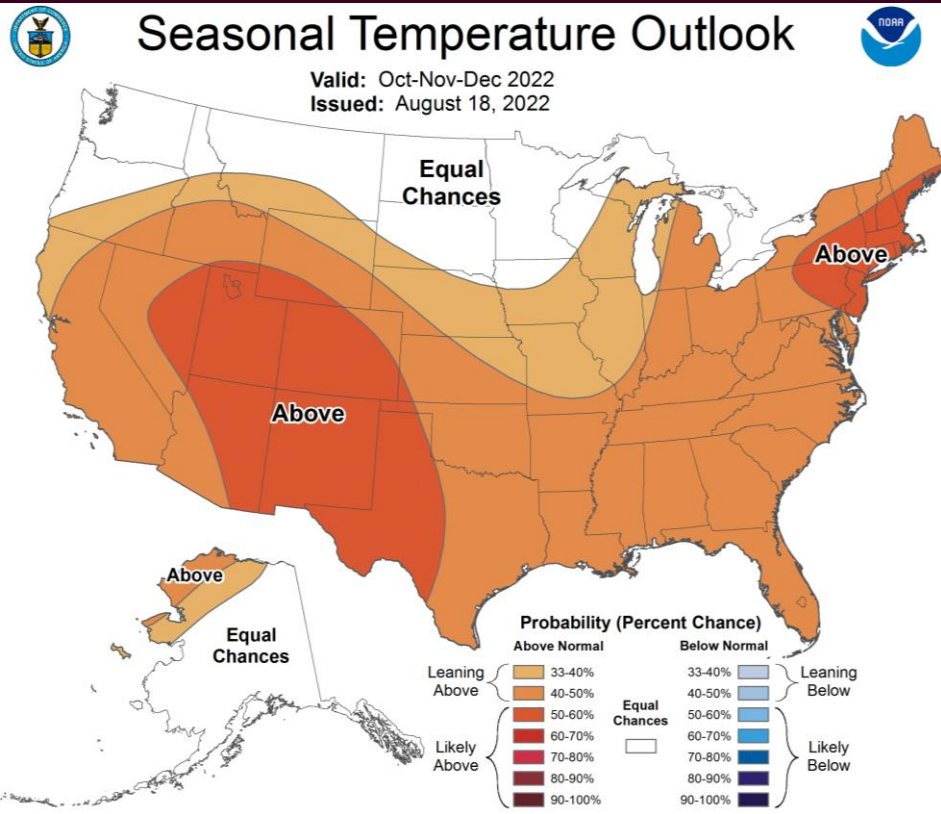 Seasonal Temperature Outlook
NOAA
Valid: Oct-Nov-Dec 2022
Issued: August 18, 2022
Equal
Chances
Above
Above
Above
Equal
Chances
Probability (Percent Chance)
Above Normal
Below Normal
Leaning
Above
33-40%
40-50%
Likely
Above
50-60%
60-70%
70-80%
80-90%
90-100%
Equal
Chances
33-40%
40-50%
Leaning
Below
50-60%
60-70%
70-80%
80-90%
90-100%
Likely
Below